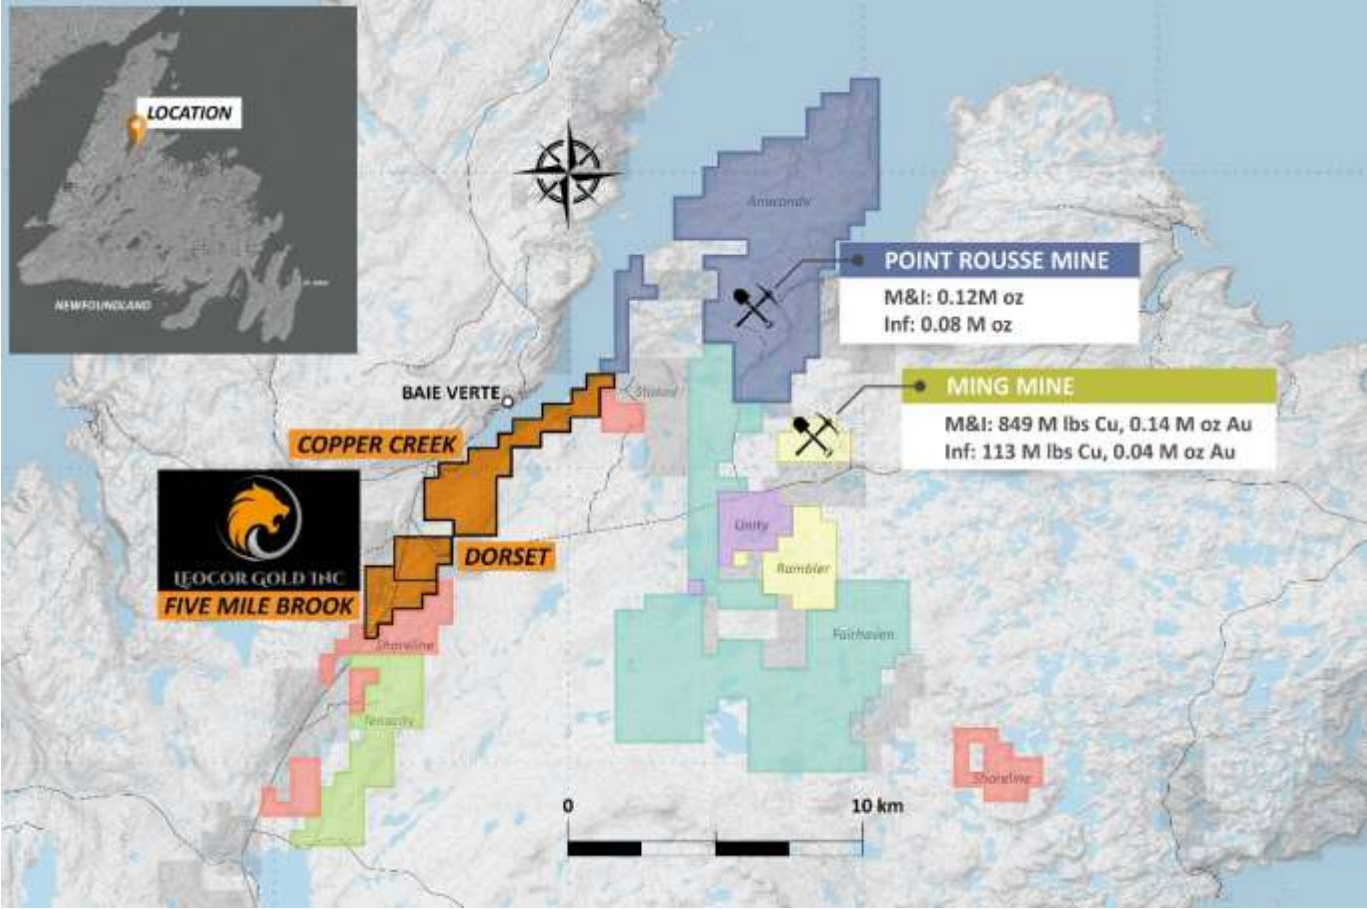 LOCATION
NEWFOUNDLAND
Anaconda
POINT ROUSSE MINE
M&I: 0.12M oz
Inf: 0.08 M oz
MING MINE
M&I: 849 M lbs Cu, 0.14 M oz Au
Inf: 113 M lbs Cu, 0.04 M oz Au
Staked
BAIE VERTE
COPPER CREEK
LEOCOR GOLD INC
FIVE MILE BROOK
DORSET
Unity
Rambler
Fairhaven
Shoreline
Tenacity
Shoreline
0
10 km